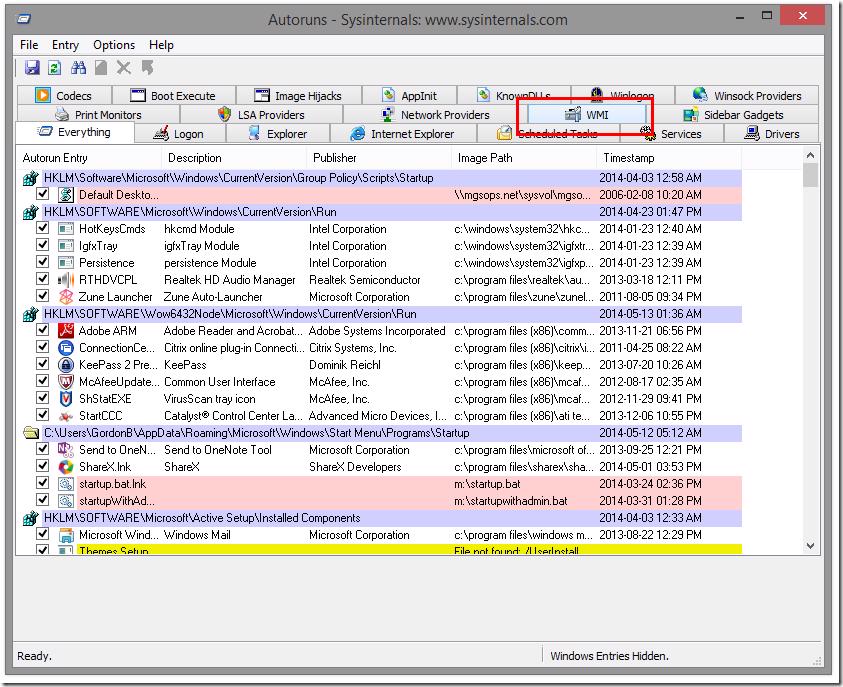 Autoruns - Sysinternals: www.sysinternals.com
File Entry Options Help
Codecs Boot Execute Image Hijacks AppInit KnownDLLs Winlogon Winsock Providers
Print Monitors LSA Providers Network Providers WMI Sidebar Gadgets
Everything Logon Explorer Internet Explorer Scheduled Tasks Services Drivers
Autorun Entry Description Publisher Image Path Timestamp
HKLM\Software\Microsoft\Windows\CurrentVersion\Group Policy\Scripts\Startup 2014-04-03 12:58 AM
Default Deskto... \\mgsops.net\sysvol\mgso... 2006-02-08 10:20 AM
HKLM\SOFTWARE\Microsoft\Windows\CurrentVersion\Run 2014-04-23 01:47 PM
HotKeysCmds hkcmd Module Intel Corporation c:\windows\system32\hkc... 2014-01-23 12:40 AM
IgfxTray igfxTray Module Intel Corporation c:\windows\system32\igfxtr... 2014-01-23 12:39 AM
Persistence persistence Module Intel Corporation c:\windows\system32\igfxp... 2014-01-23 12:39 AM
RTHDVCPL Realtek HD Audio Manager Realtek Semiconductor c:\program files\realtek\au... 2013-03-18 12:11 PM
Zune Launcher Zune Auto-Launcher Microsoft Corporation c:\program files\zune\zunel... 2011-08-05 09:34 PM
HKLM\SOFTWARE\Wow6432Node\Microsoft\Windows\CurrentVersion\Run 2014-05-13 01:36 AM
Adobe ARM Adobe Reader and Acrobat... Adobe Systems Incorporated c:\program files (x86)\comm... 2013-11-21 06:56 PM
ConnectionCe... Citrix online plug-in Connecti... Citrix Systems, Inc. c:\program files (x86)\citrix\i... 2011-04-25 08:22 AM
KeePass 2 Pre... KeePass Dominik Reichl c:\program files (x86)\keep... 2013-07-20 10:26 AM
McAfeeUpdate... Common User Interface McAfee, Inc. c:\program files (x86)\mcaf... 2012-08-17 02:35 AM
ShStatEXE VirusScan tray icon McAfee, Inc. c:\program files (x86)\mcaf... 2012-11-29 09:41 PM
StartCCC Catalyst® Control Center La... Advanced Micro Devices, I... c:\program files (x86)\ati te... 2013-12-06 10:55 PM
C:\Users\GordonB\AppData\Roaming\Microsoft\Windows\Start Menu\Programs\Startup 2014-05-12 05:12 AM
Send to OneN... Send to OneNote Tool Microsoft Corporation c:\program files\microsoft of... 2013-09-25 12:21 PM
ShareX.lnk ShareX ShareX Developers c:\program files\sharex\shar... 2014-05-01 03:53 PM
startup.bat.lnk m:\startup.bat 2014-03-24 02:36 PM
startupWithAd... m:\startupwithadmin.bat 2014-03-31 01:28 PM
HKLM\SOFTWARE\Microsoft\Active Setup\Installed Components 2014-04-03 12:33 AM
Microsoft Wind... Windows Mail Microsoft Corporation c:\program files\windows m... 2013-08-22 12:29 PM
Themes Setup File not found: /UserInstall
Ready. Windows Entries Hidden.